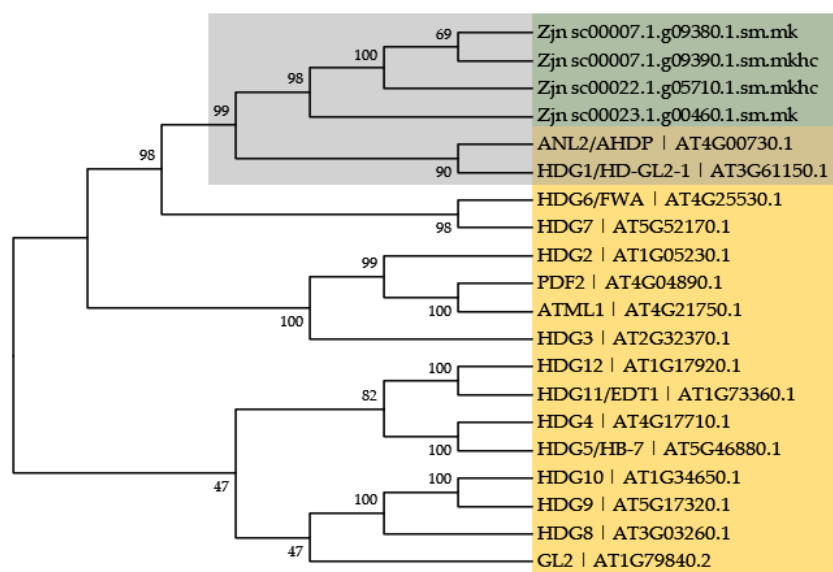 69
Zjn sc00007.1.g09380.1.sm.mk
100
Zjn sc00007.1.g09390.1.sm.mkhc
98
Zjn sc00022.1.g05710.1.sm.mkhc
99
Zjn sc00023.1.g00460.1.sm.mk
ANL2/AHDP | AT4G00730.1
98
90
HDG1/HD-GL2-1 | AT3G61150.1
HDG6/FWA | AT4G25530.1
98
HDG7 | AT5G52170.1
99
HDG2 | AT1G05230.1
PDF2 | AT4G04890.1
100
ATML1 | AT4G21750.1
100
HDG3 | AT2G32370.1
100
HDG12 | AT1G17920.1
82
HDG11/EDT1 | AT1G73360.1
HDG4 | AT4G17710.1
100
HDG5/HB-7 | AT5G46880.1
47
100
HDG10 | AT1G34650.1
100
HDG9 | AT5G17320.1
HDG8 | AT3G03260.1
47
GL2 | AT1G79840.2